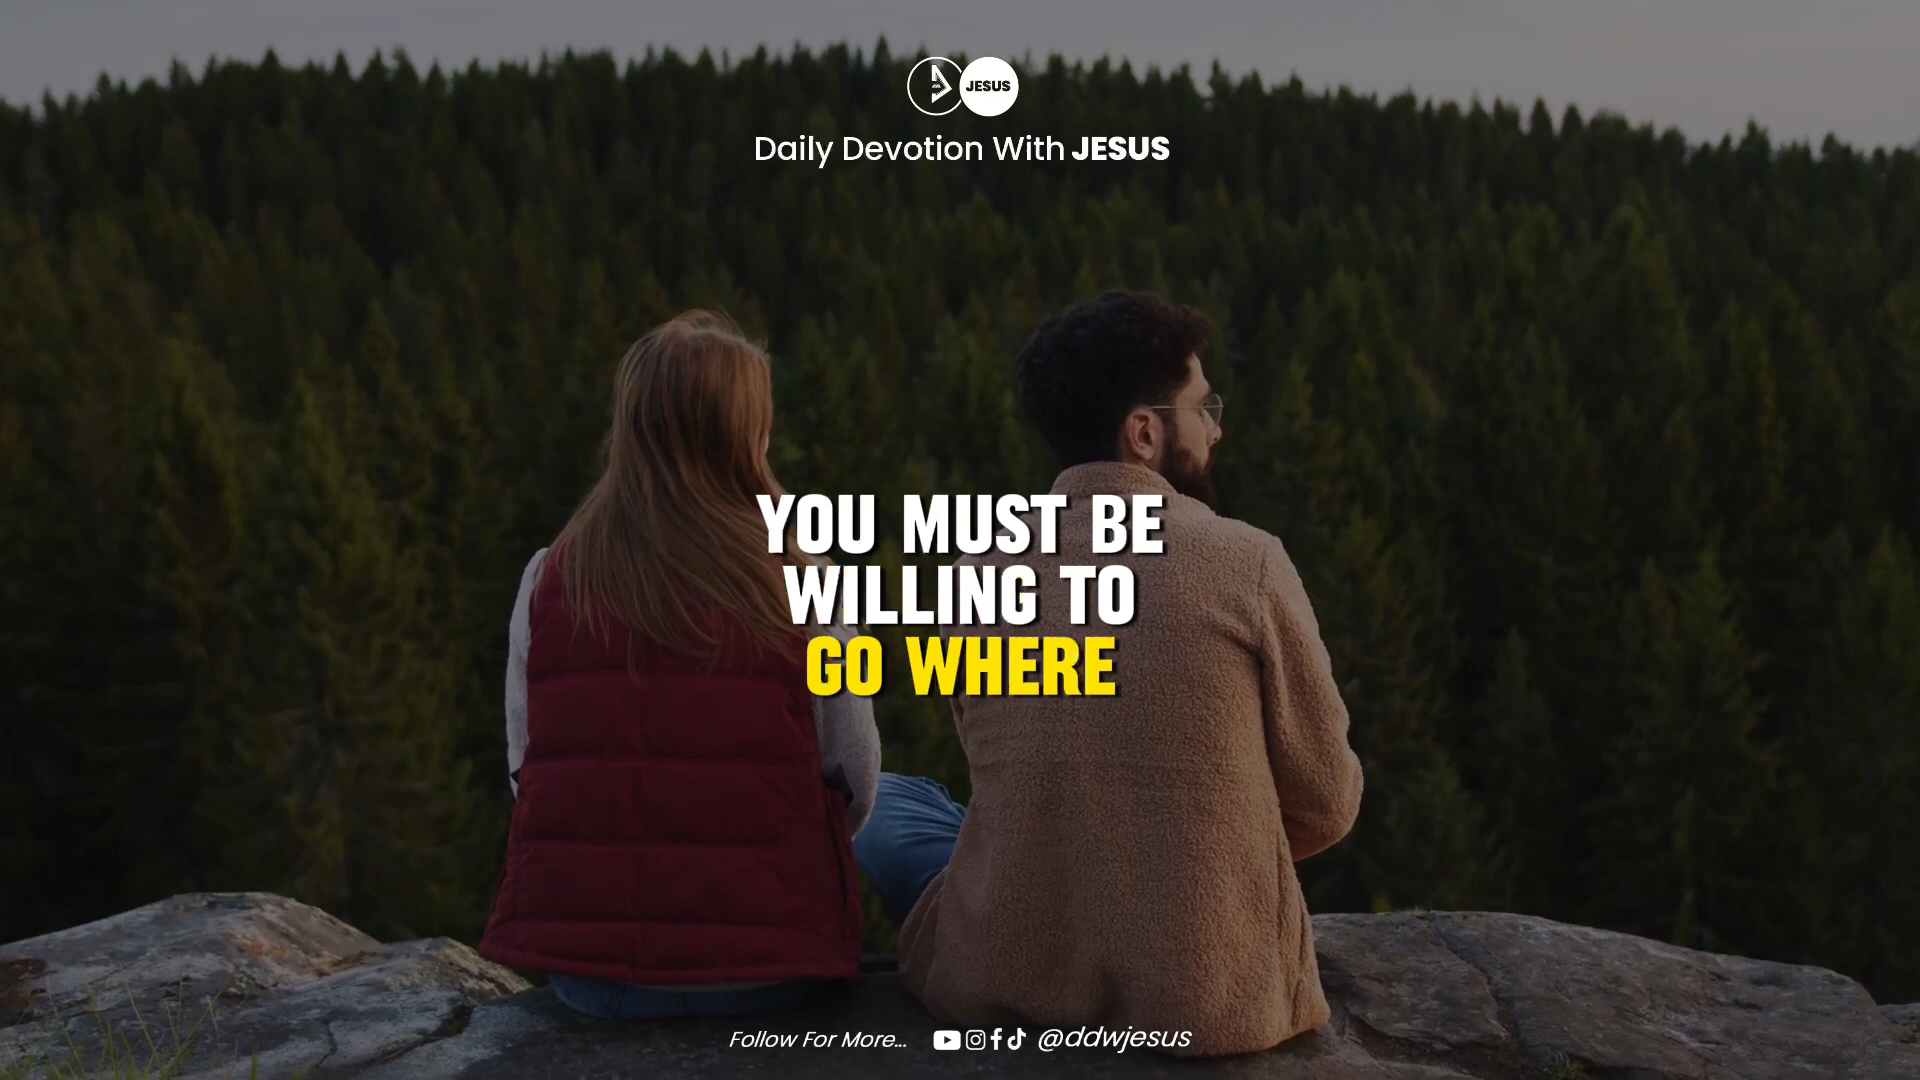 JESUS
Daily Devotion With JESUS
YOU MUST BE
WILLING TO
GO WHERE
Follow For More... @ddwjesus